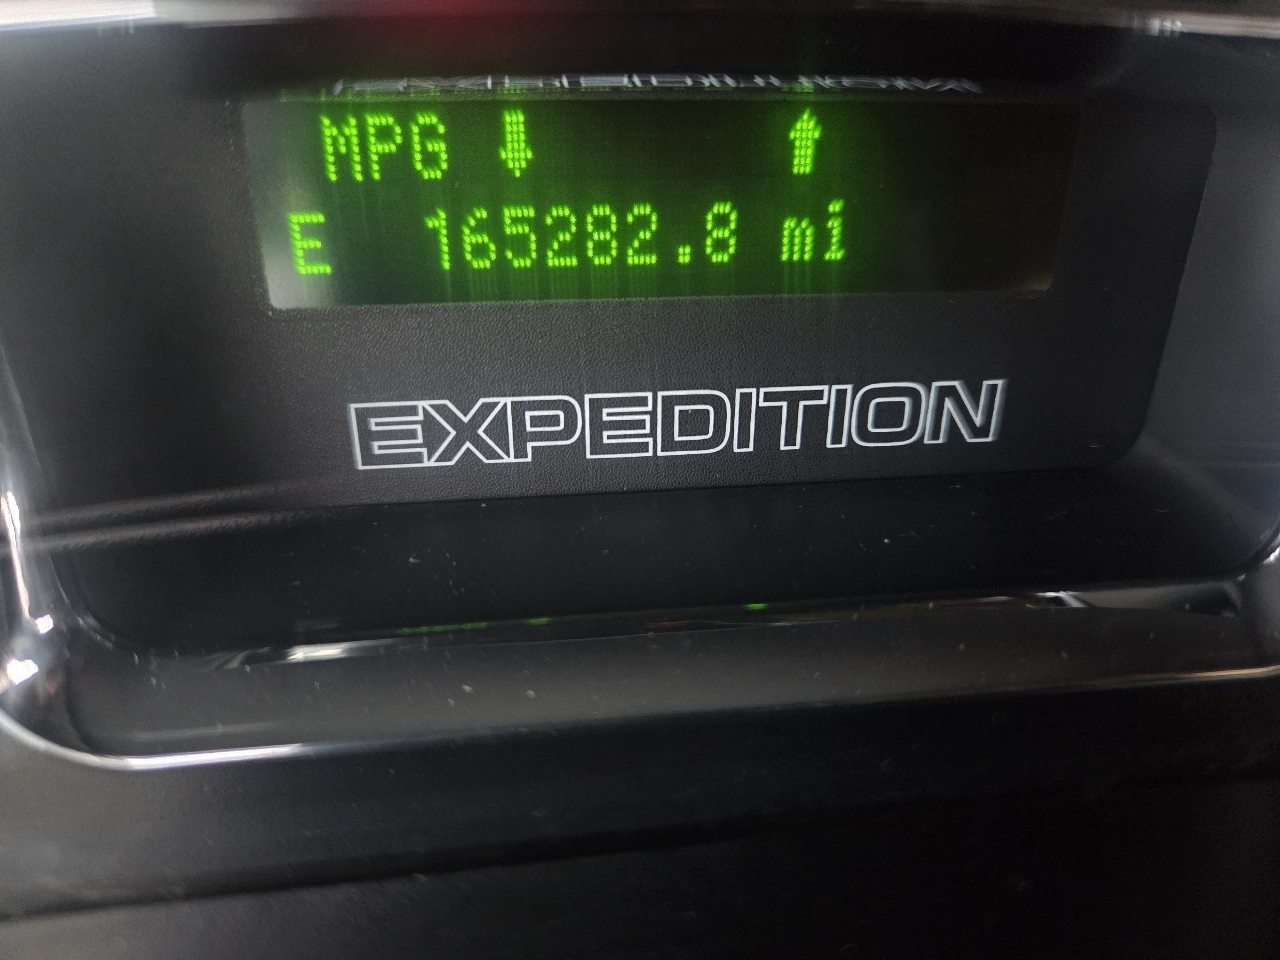 MPG ↓ ↑
E 165282.8 mi
EXPEDITION